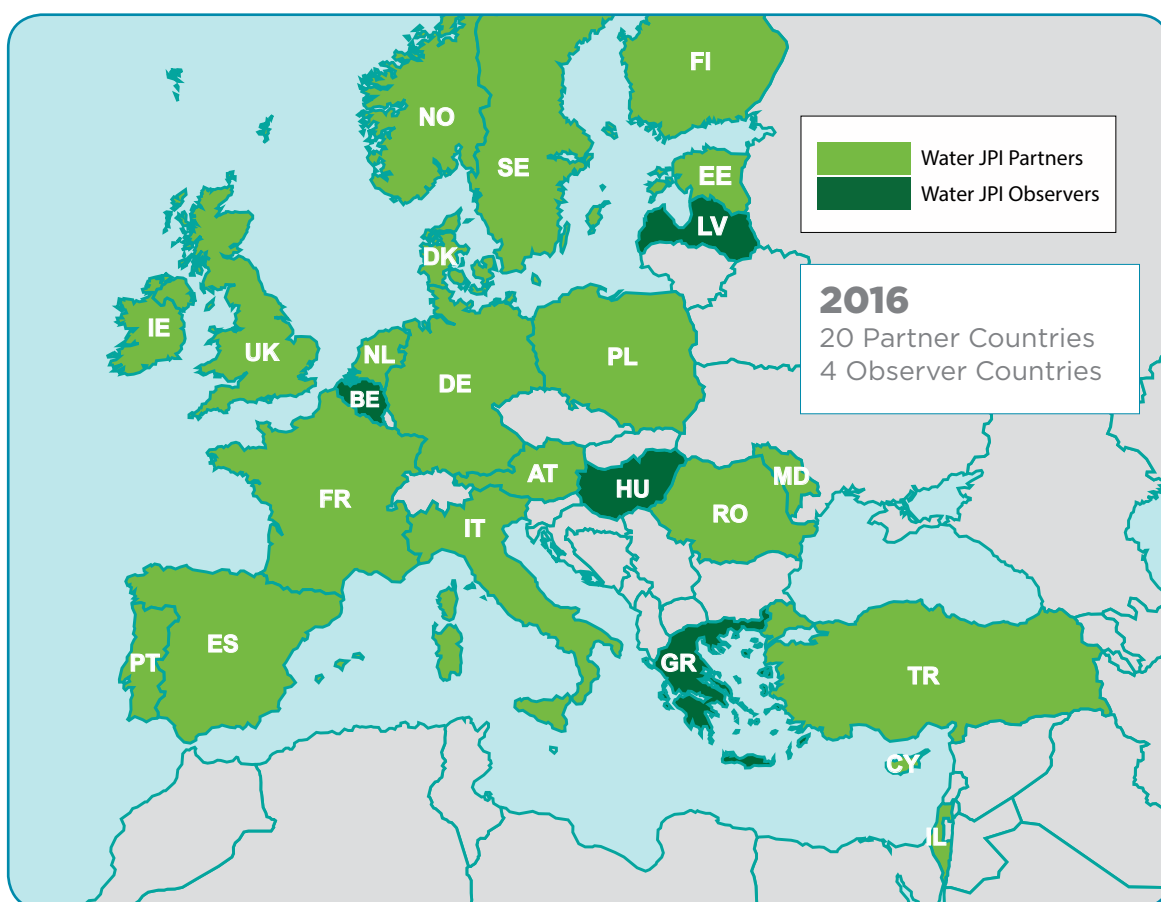 FI
NO
SE
EE
LV
DK
IE
UK
NL
BE
DE
PL
FR
AT
HU
MD
RO
IT
PT
ES
GR
TR
CY
IL
Water JPI Partners
Water JPI Observers
2016
20 Partner Countries
4 Observer Countries